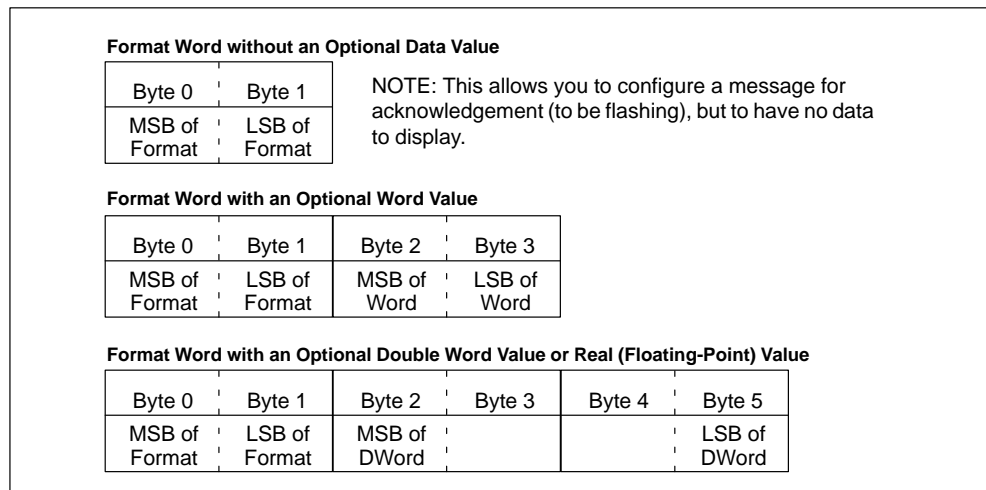 Format Word without an Optional Data Value
Byte 0 Byte 1
MSB of Format LSB of Format
NOTE: This allows you to configure a message for
acknowledgement (to be flashing), but to have no data
to display.
Format Word with an Optional Word Value
Byte 0 Byte 1 Byte 2 Byte 3
MSB of LSB of MSB of LSB of
Format Format Word Word
Format Word with an Optional Double Word Value or Real (Floating-Point) Value
Byte 0 Byte 1 Byte 2 Byte 3 Byte 4 Byte 5
MSB of LSB of MSB of LSB of
Format Format DWord DWord